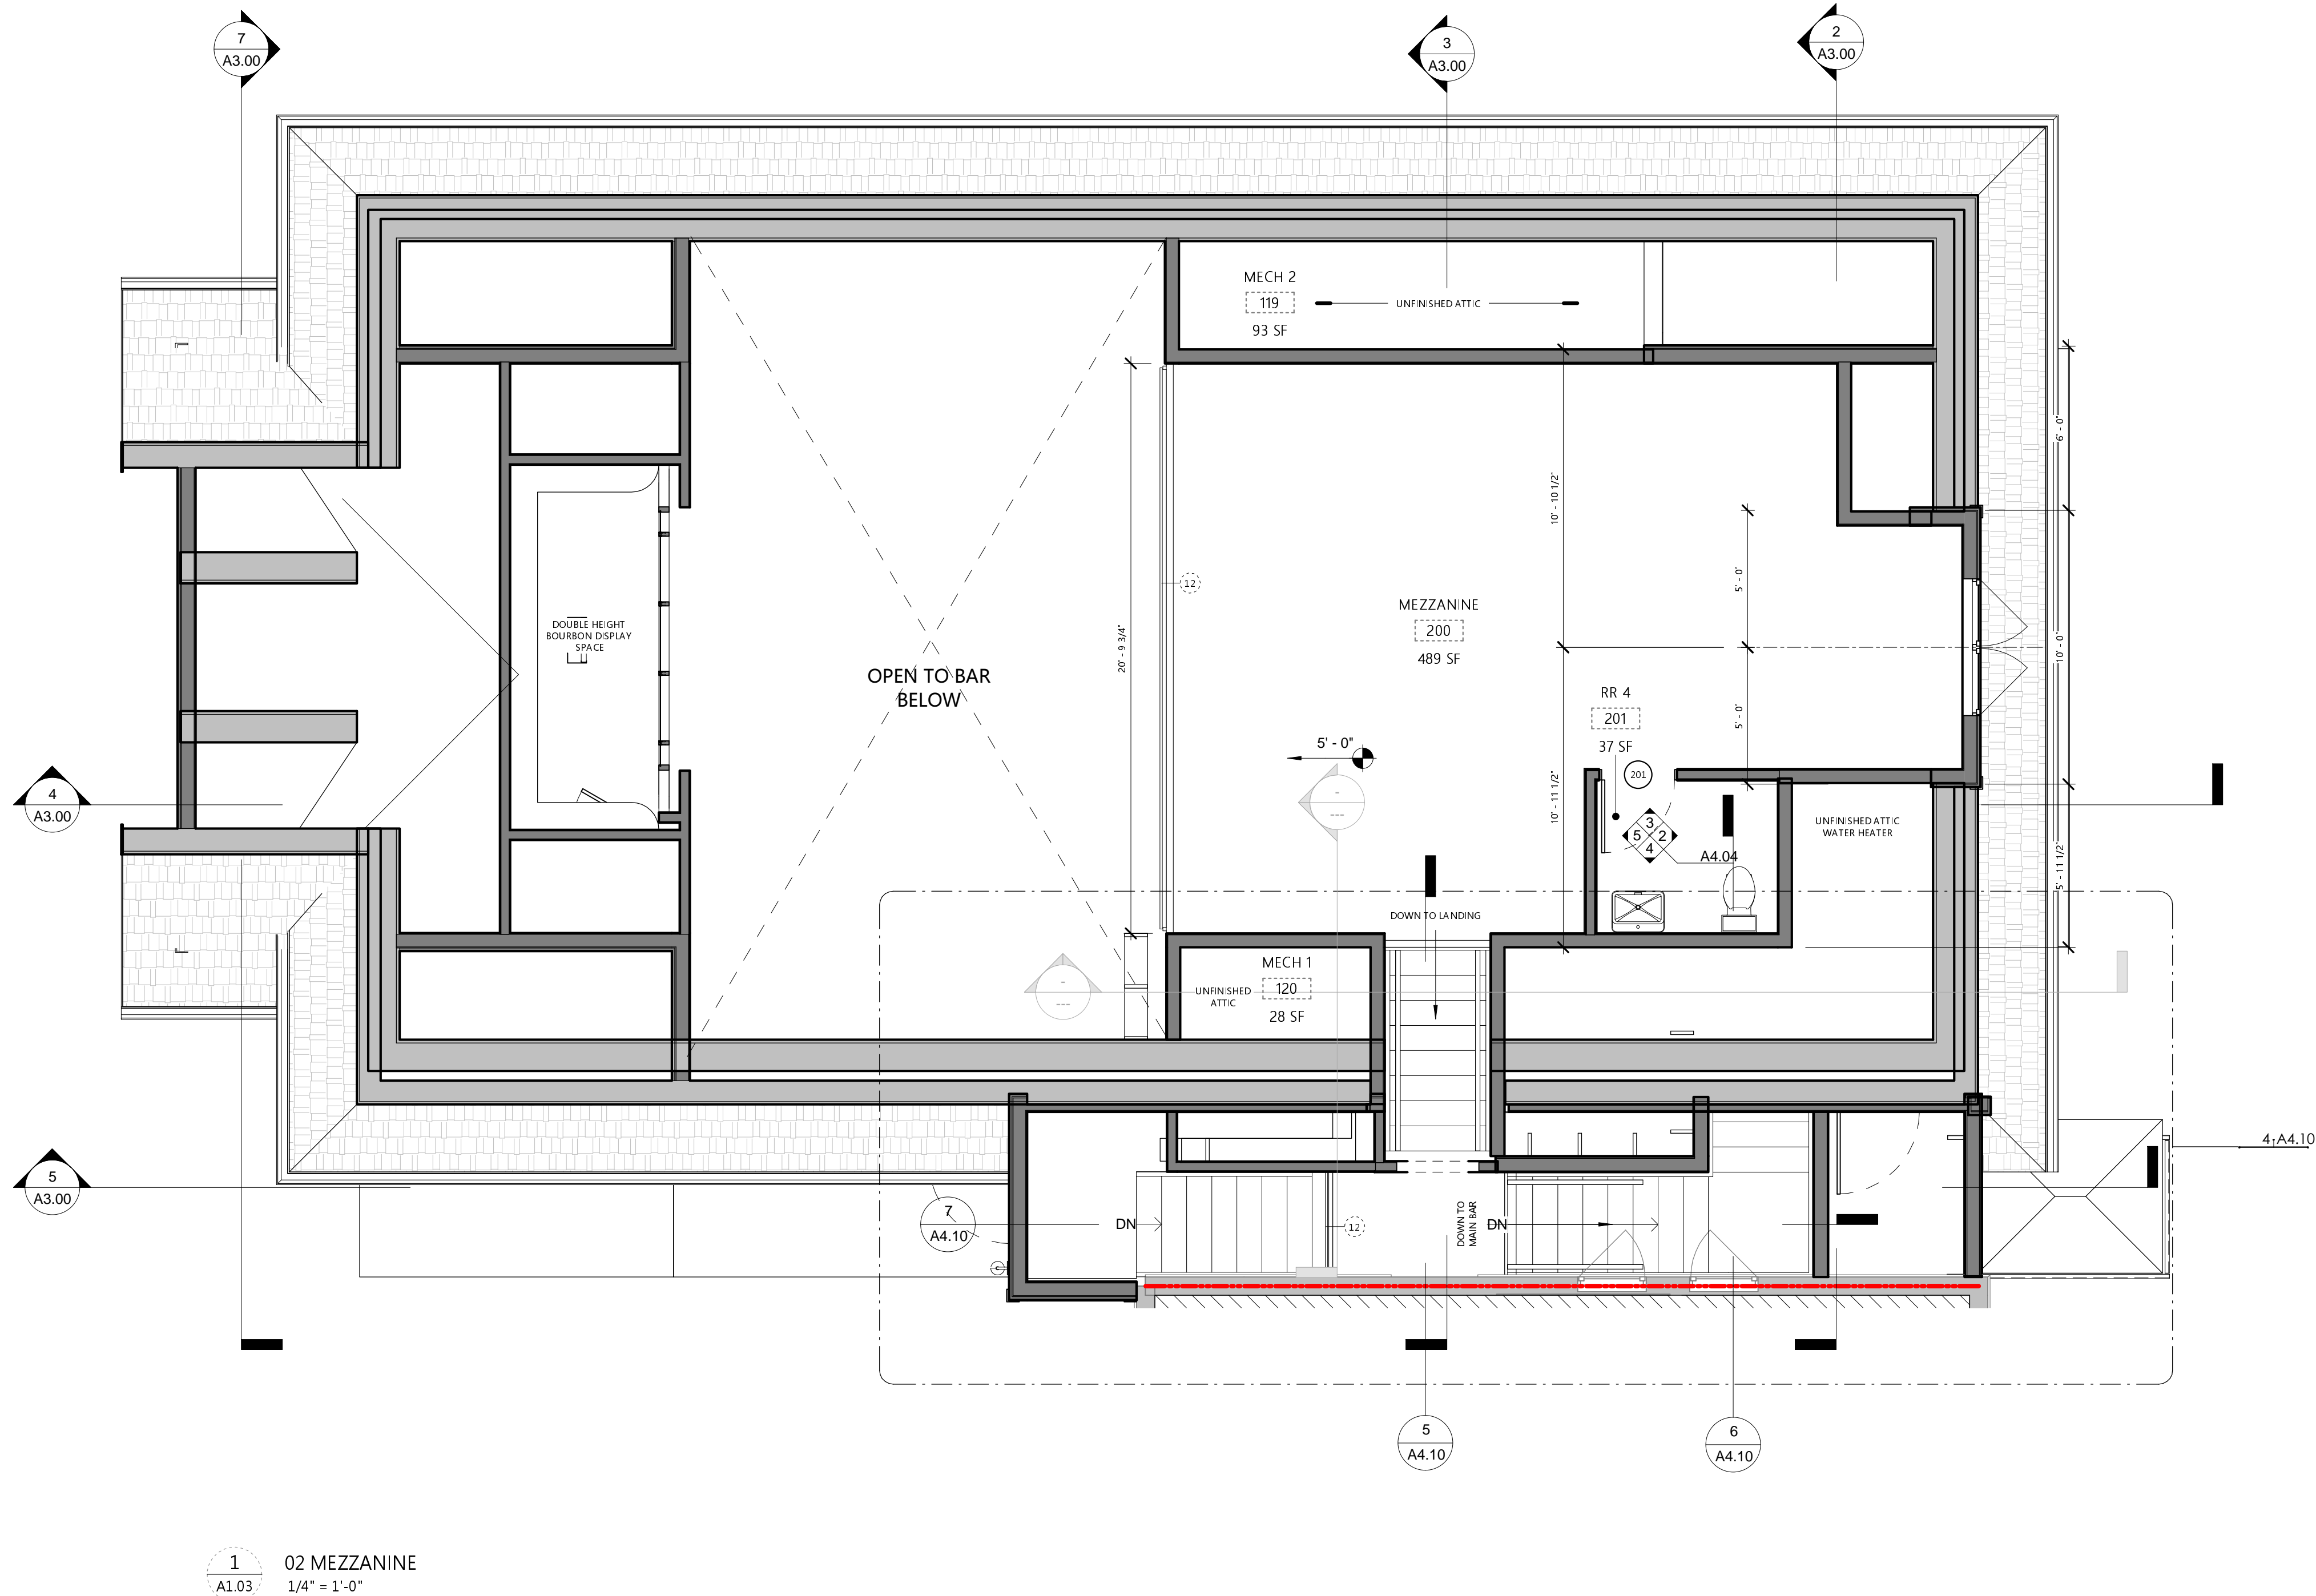 7
A3.00
3
A3.00
2
A3.00
MECH 2
119
93 SF
UNFINISHED ATTIC
6' - 0"
10' - 10 1/2"
5' - 0"
12
MEZZANINE
200
489 SF
DOUBLE HEIGHT
BOURBON DISPLAY
SPACE
20' - 9 3/4"
10' - 0"
OPEN TO BAR
BELOW
RR 4
201
37 SF
5' - 0"
5' - 0"
201
4
A3.00
-
---
10' - 11 1/2"
3
5
2
4
A4.04
UNFINISHED ATTIC
WATER HEATER
5' - 11 1/2"
DOWN TO LANDING
MECH 1
120
28 SF
UNFINISHED
ATTIC
-
---
4
A4.10
5
A3.00
7
A4.10
DN
12
DOWN TO
MAIN BAR
DN
5
A4.10
6
A4.10
1
A1.03
02 MEZZANINE
1/4" = 1'-0"